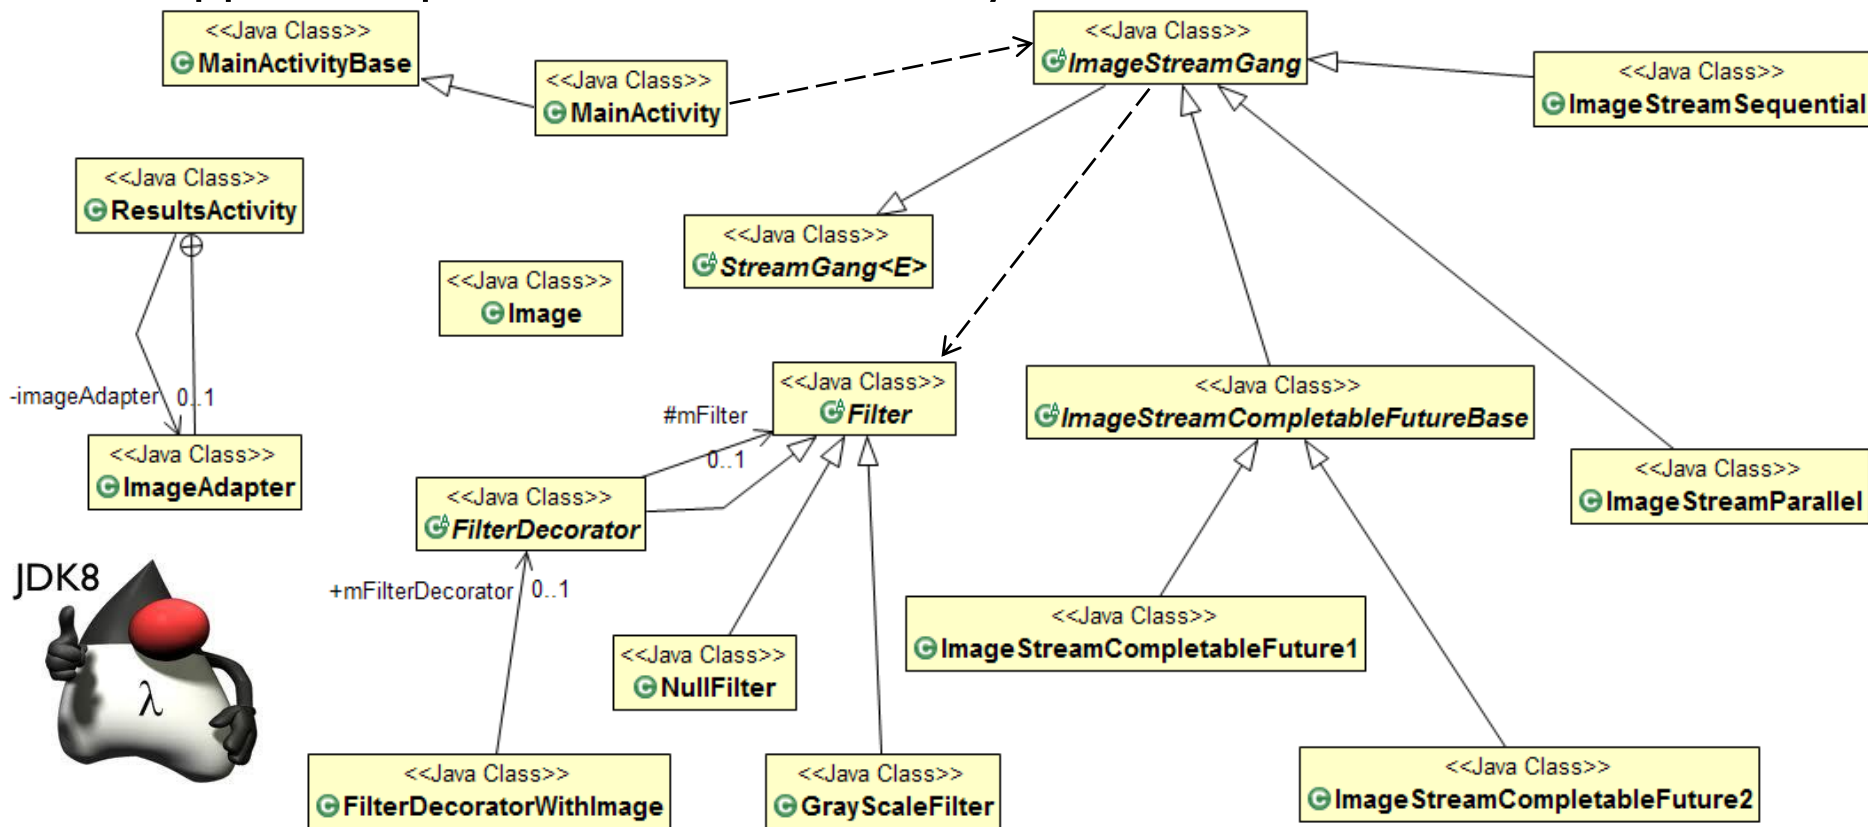 <<Java Class>>
MainActivityBase
<<Java Class>>
MainActivity
<<Java Class>>
ImageStreamGang
<<Java Class>>
ImageStreamSequential
<<Java Class>>
ResultsActivity
<<Java Class>>
StreamGang<E>
<<Java Class>>
Image
-imageAdapter 0..1
<<Java Class>>
ImageAdapter
<<Java Class>>
Filter
#mFilter
0..1
<<Java Class>>
ImageStreamCompletableFutureBase
<<Java Class>>
ImageStreamParallel
<<Java Class>>
FilterDecorator
+mFilterDecorator 0..1
JDK8
λ
<<Java Class>>
NullFilter
<<Java Class>>
ImageStreamCompletableFuture1
<<Java Class>>
FilterDecoratorWithImage
<<Java Class>>
GrayScaleFilter
<<Java Class>>
ImageStreamCompletableFuture2